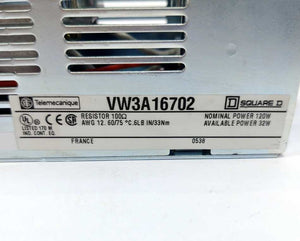 Telemecanique VW3A16702 SQUARE D
RESISTOR 100Ω NOMINAL POWER 120W
AWG 12. 60/75 °C.6LB IN/33Nm AVAILABLE POWER 32W
LISTED 170 M
IND. CONT. EQ.
FRANCE 0538